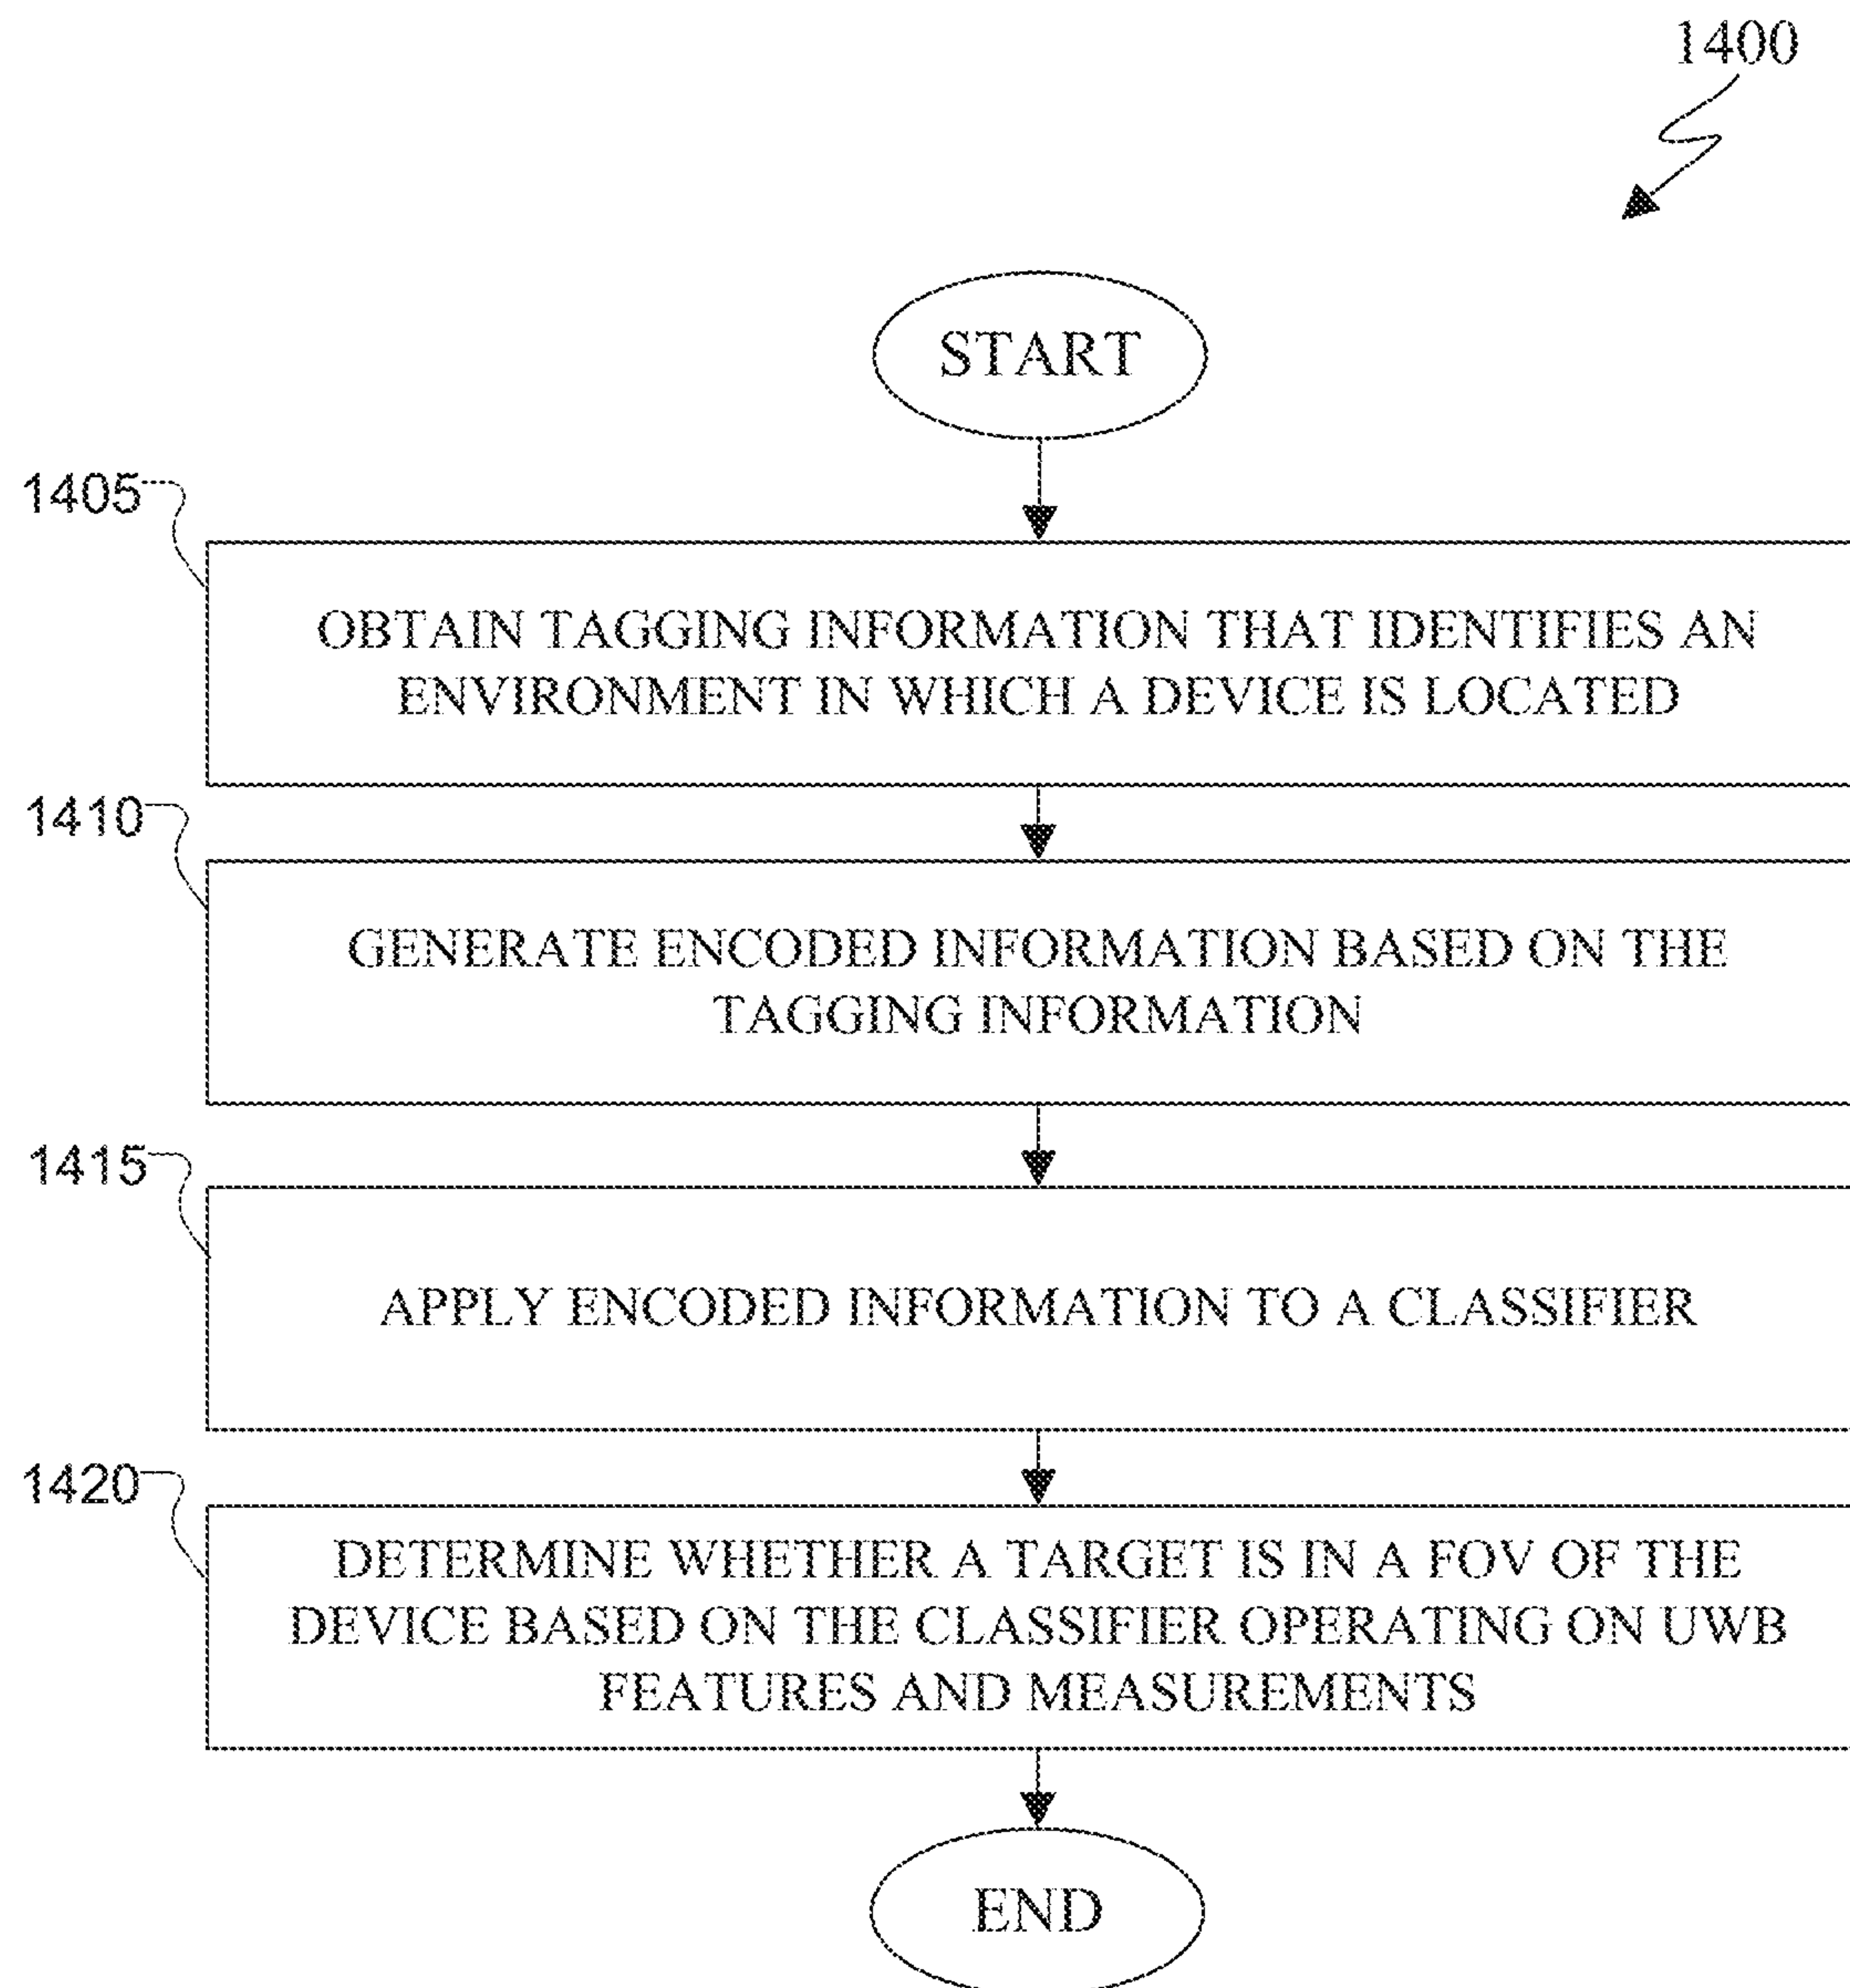 1400
START
1405
OBTAIN TAGGING INFORMATION THAT IDENTIFIES AN
ENVIRONMENT IN WHICH A DEVICE IS LOCATED
1410
GENERATE ENCODED INFORMATION BASED ON THE
TAGGING INFORMATION
1415
APPLY ENCODED INFORMATION TO A CLASSIFIER
1420
DETERMINE WHETHER A TARGET IS IN A FOV OF THE
DEVICE BASED ON THE CLASSIFIER OPERATING ON UWB
FEATURES AND MEASUREMENTS
END